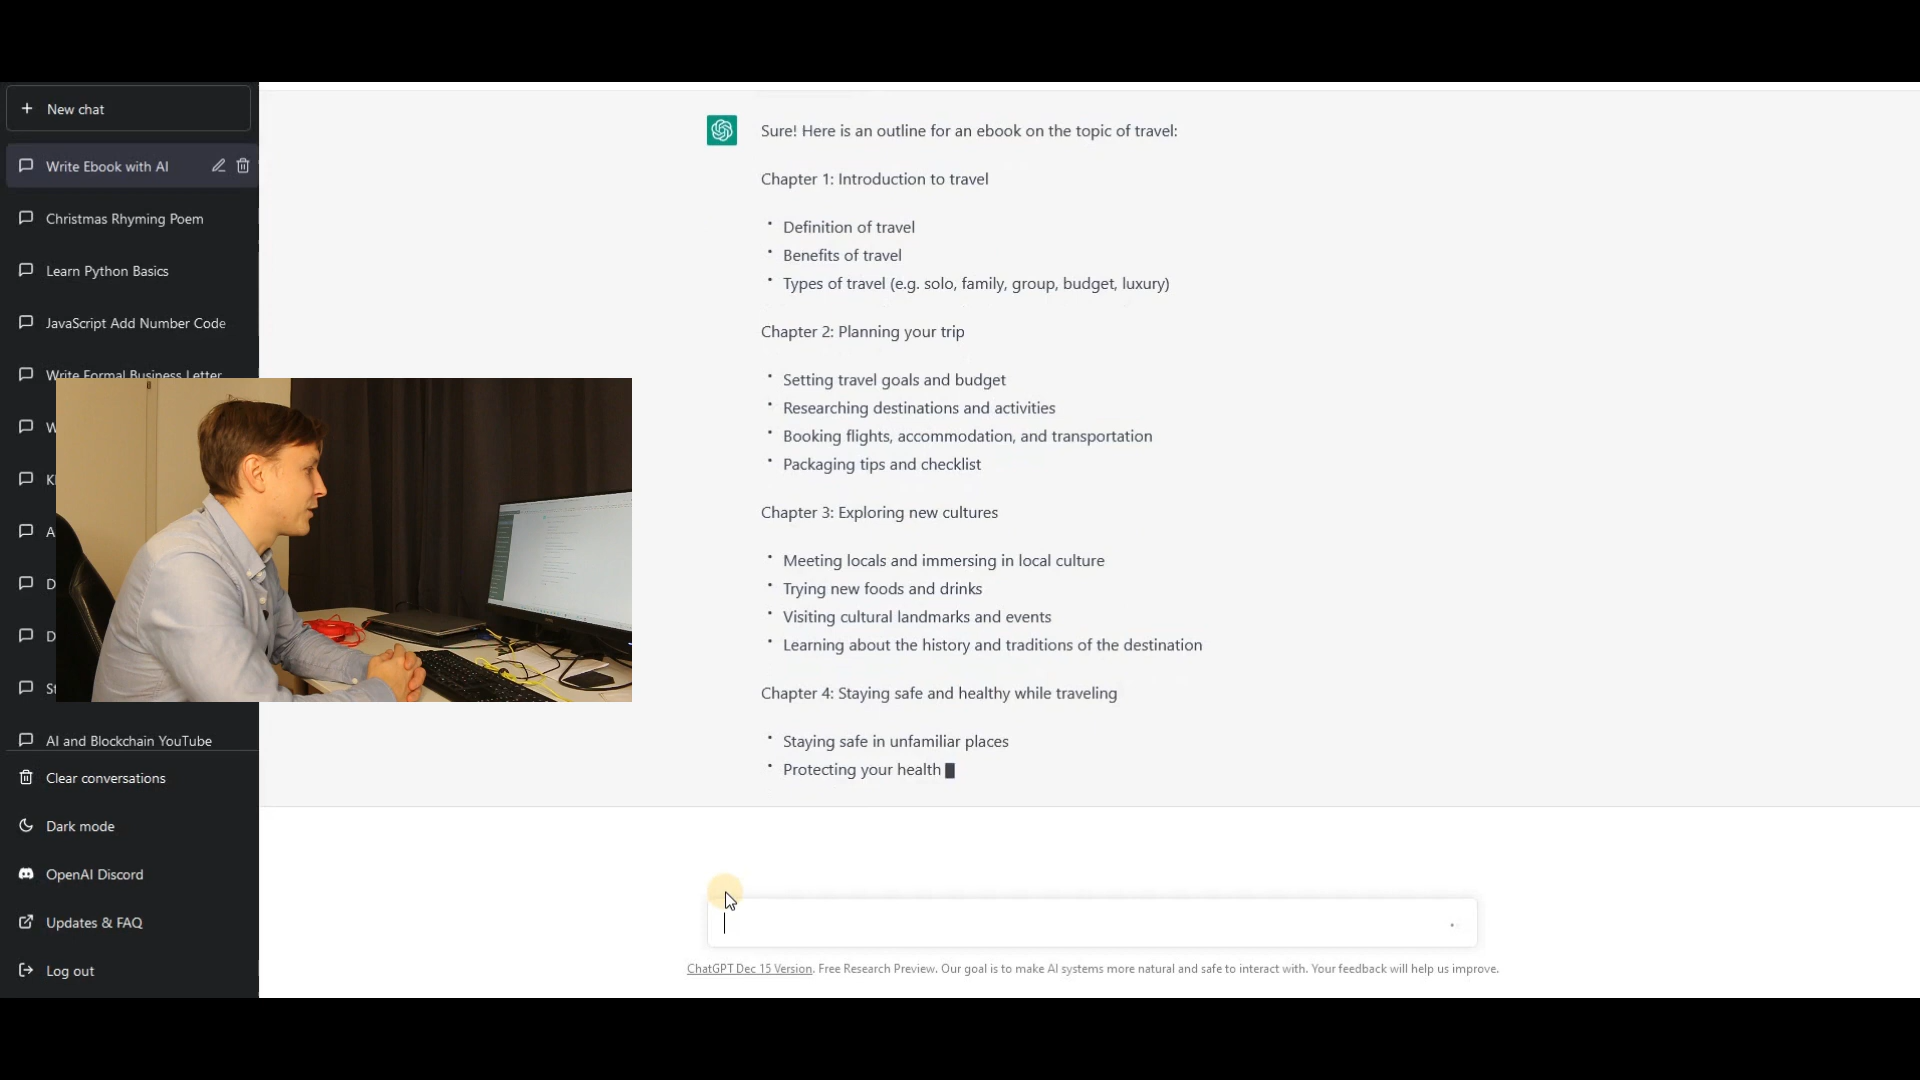 New chat
Write Ebook with AI
Christmas Rhyming Poem
Learn Python Basics
JavaScript Add Number Code
Write Formal Business Letter
W
A
D
D
St
AI and Blockchain YouTube
Clear conversations
Dark mode
OpenAI Discord
Updates & FAQ
Log out
Sure! Here is an outline for an ebook on the topic of travel:
Chapter 1: Introduction to travel
• Definition of travel
• Benefits of travel
• Types of travel (e.g. solo, family, group, budget, luxury)
Chapter 2: Planning your trip
• Setting travel goals and budget
• Researching destinations and activities
• Booking flights, accommodation, and transportation
• Packaging tips and checklist
Chapter 3: Exploring new cultures
• Meeting locals and immersing in local culture
• Trying new foods and drinks
• Visiting cultural landmarks and events
• Learning about the history and traditions of the destination
Chapter 4: Staying safe and healthy while traveling
• Staying safe in unfamiliar places
• Protecting your health
ChatGPT Dec 15 Version. Free Research Preview. Our goal is to make AI systems more natural and safe to interact with. Your feedback will help us improve.